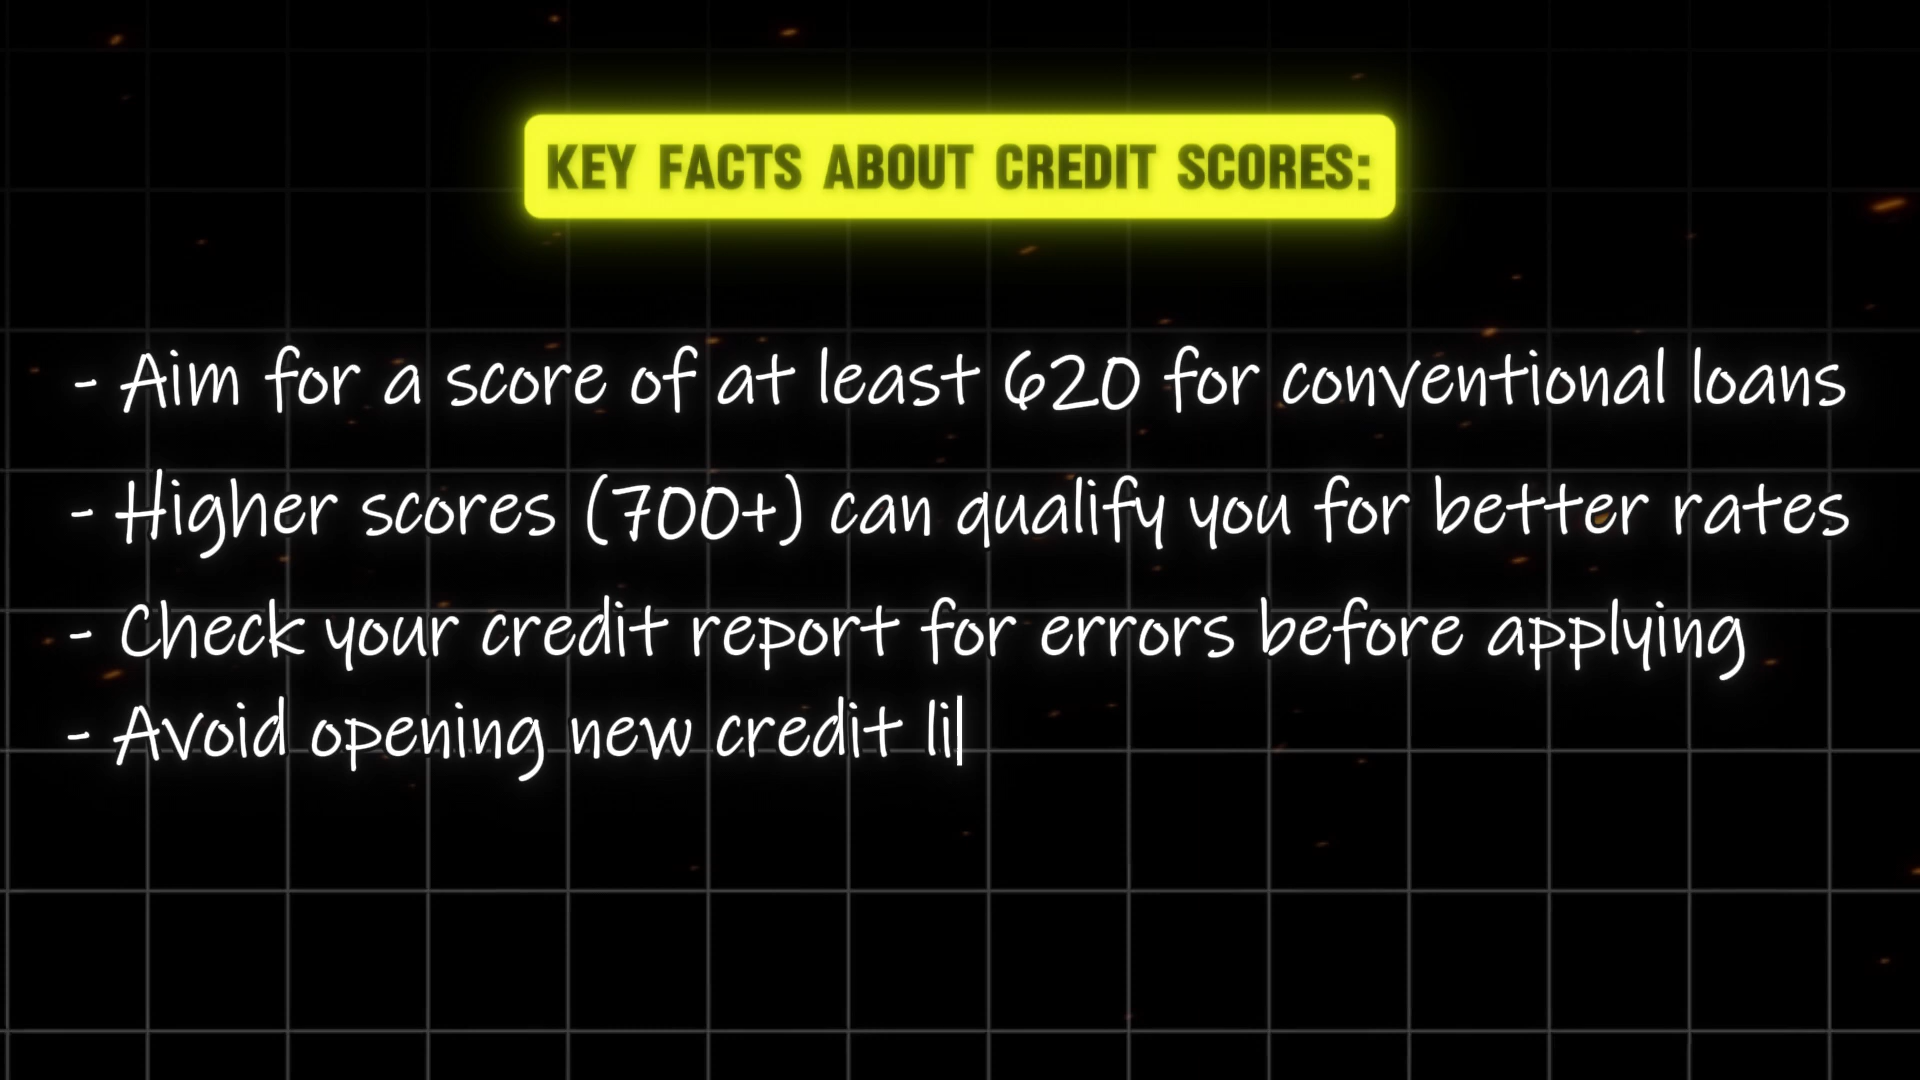 KEY FACTS ABOUT CREDIT SCORES:
- Aim for a score of at least 620 for conventional loans
- Higher scores (700+) can qualify you for better rates
- Check your credit report for errors before applying
- Avoid opening new credit li|